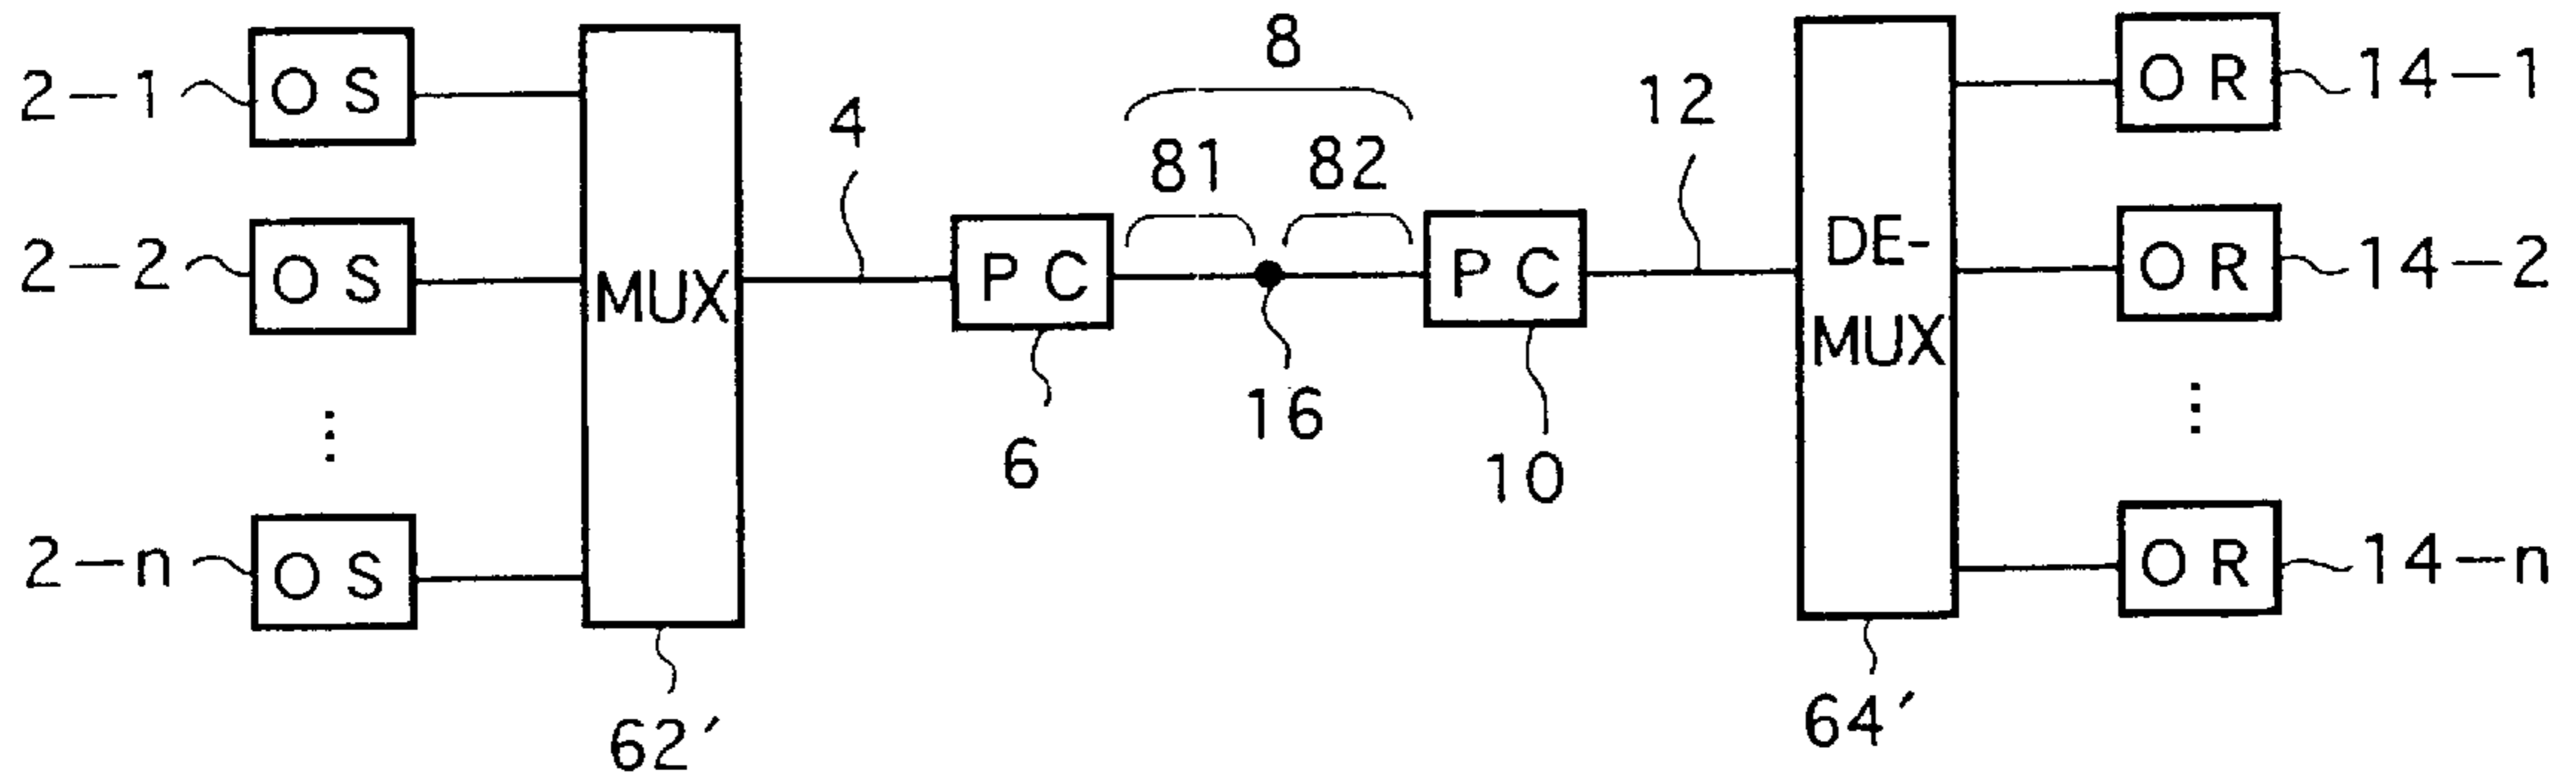 8
2-1 OS 4 81 82 12 OR 14-1
2-2 OS MUX PC PC DE-MUX OR 14-2
6 16 10
2-n OS OR 14-n
62′ 64′